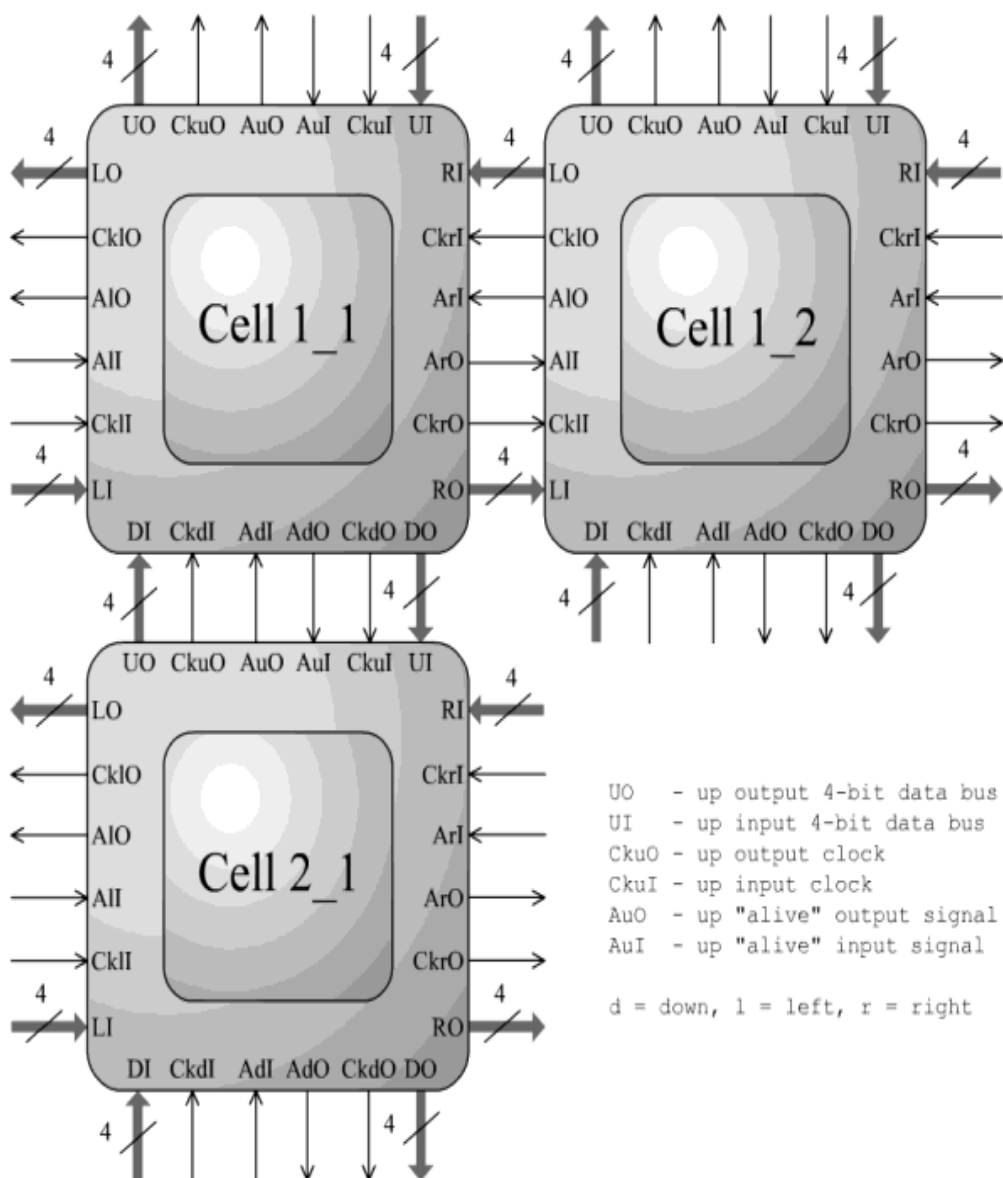 4 4 4 4
UO CkuO AuO AuI CkuI UI UO CkuO AuO AuI CkuI UI
4 4 4
LO RI LO RI
CklO CkrI CklO CkrI
AlO ArI AlO ArI
Cell 1_1 Cell 1_2
AlI ArO AlI ArO
CklI CkrO CklI CkrO
4 4 4
LI RO LI RO
DI CkdI AdI AdO CkdO DO DI CkdI AdI AdO CkdO DO
4 4 4 4
UO CkuO AuO AuI CkuI UI
4 4
LO RI
CklO CkrI
AlO ArI
Cell 2_1
AlI ArO
CklI CkrO
4 4
LI RO
DI CkdI AdI AdO CkdO DO
4 4
UO - up output 4-bit data bus
UI - up input 4-bit data bus
CkuO - up output clock
CkuI - up input clock
AuO - up "alive" output signal
AuI - up "alive" input signal
d = down, l = left, r = right